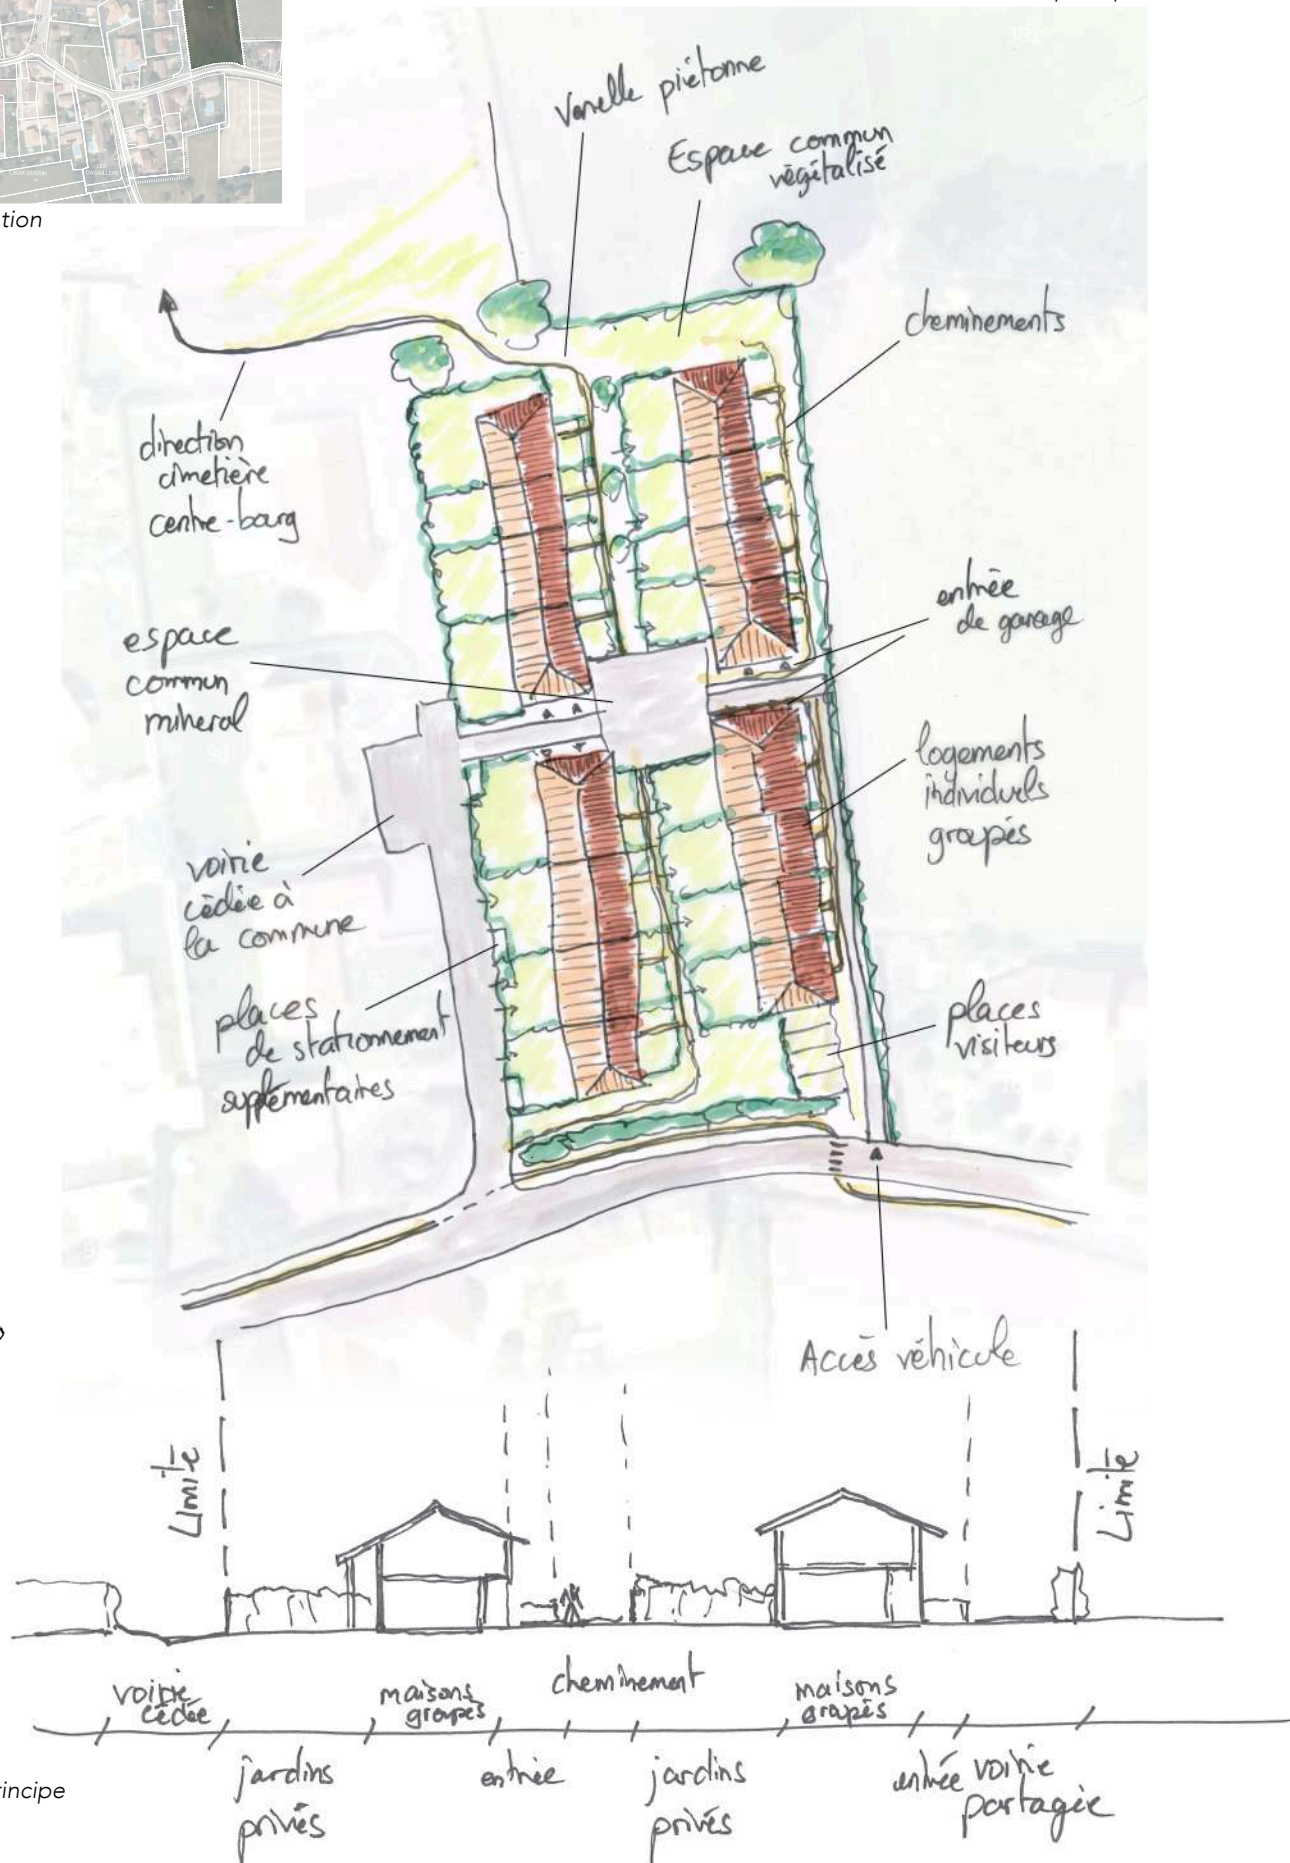 tion
Venelle piétonne
Espace commun
végétalisé
cheminements
direction
cimetière
centre-bourg
entrée
de garage
espace
commun
minéral
logements
individuels
groupés
voirie
cédée à
la commune
places
de stationnement
supplémentaires
places
visiteurs
Accès véhicule
Limite
Limite
voirie
cédée
maisons
groupés
cheminement
maisons
grapés
jardins
privés
entrée
jardins
privés
entrée
voirie
partagée
rincipe